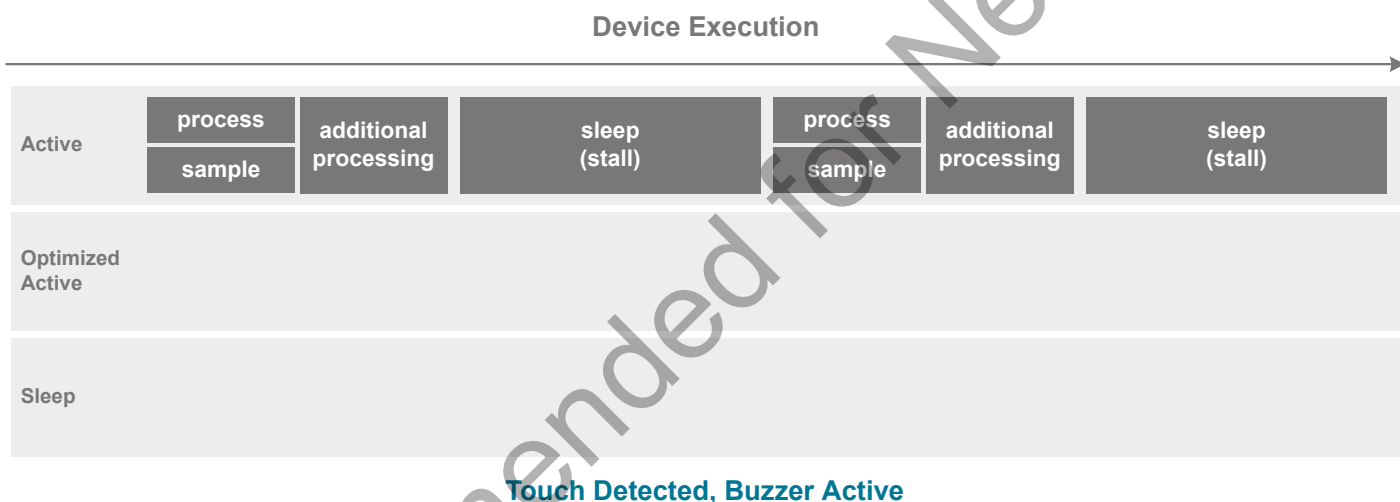 Device Execution
Active
process
sample
additional
processing
sleep
(stall)
process
sample
additional
processing
sleep
(stall)
Optimized
Active
Sleep
Touch Detected, Buzzer Active